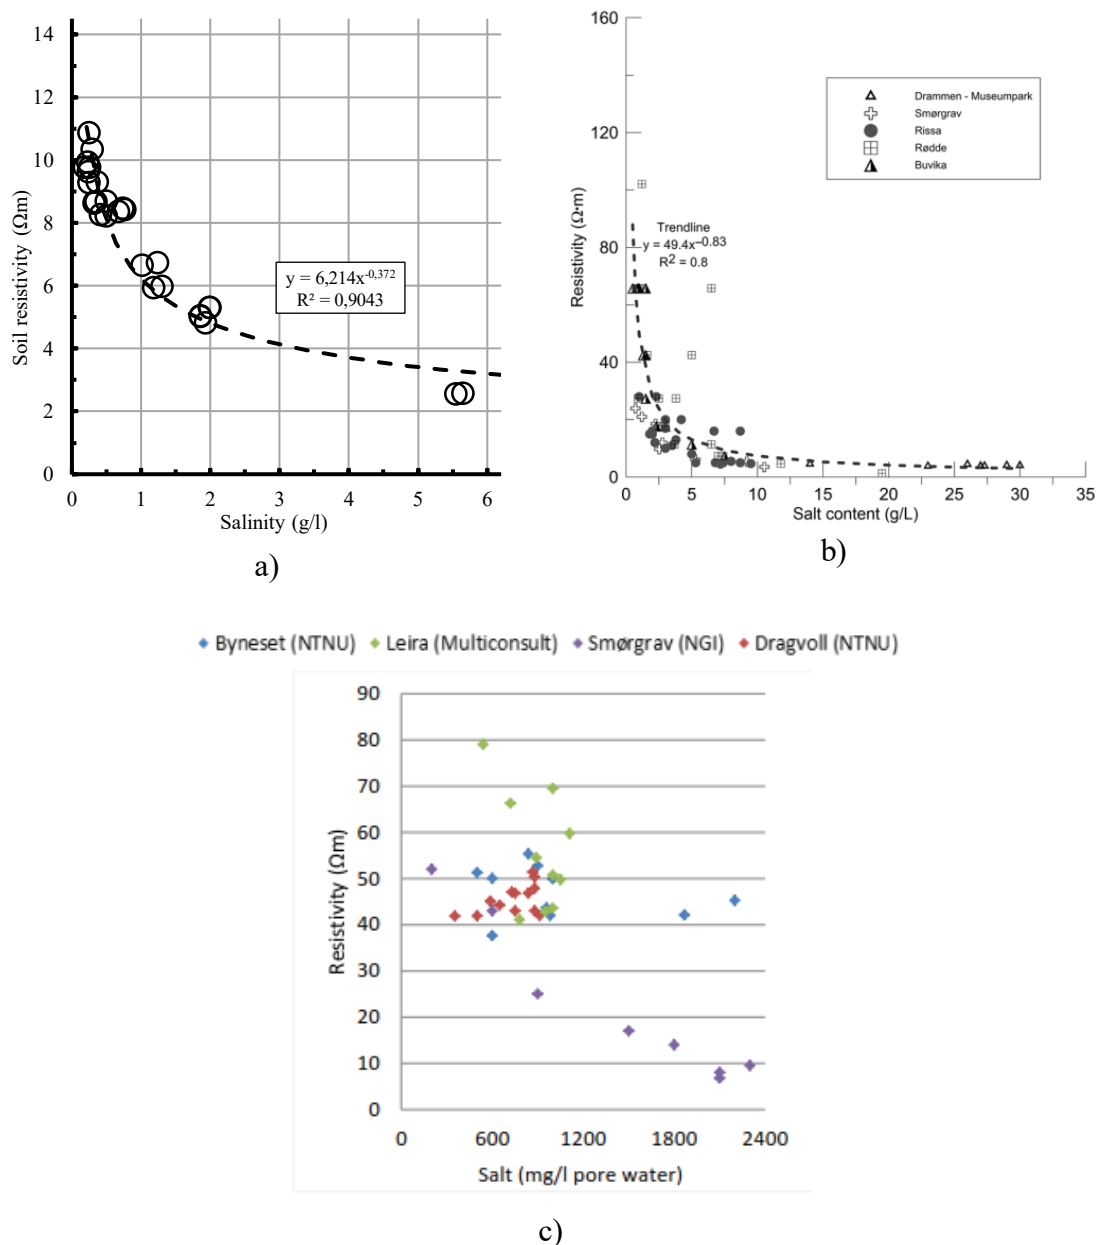 14
12
10
8
6
4
2
0
Soil resistivity (Ωm)
y = 6,214x^-0,372
R² = 0,9043
0 1 2 3 4 5 6
Salinity (g/l)
a)
160
120
80
40
0
Resistivity (Ω·m)
Drammen - Museumpark
Smørgrav
Rissa
Rødde
Buvika
Trendline
y = 49.4x^−0.83
R² = 0.8
0 5 10 15 20 25 30 35
Salt content (g/L)
b)
Byneset (NTNU) Leira (Multiconsult) Smørgrav (NGI) Dragvoll (NTNU)
90
80
70
60
50
40
30
20
10
0
Resistivity (Ωm)
0 600 1200 1800 2400
Salt (mg/l pore water)
c)